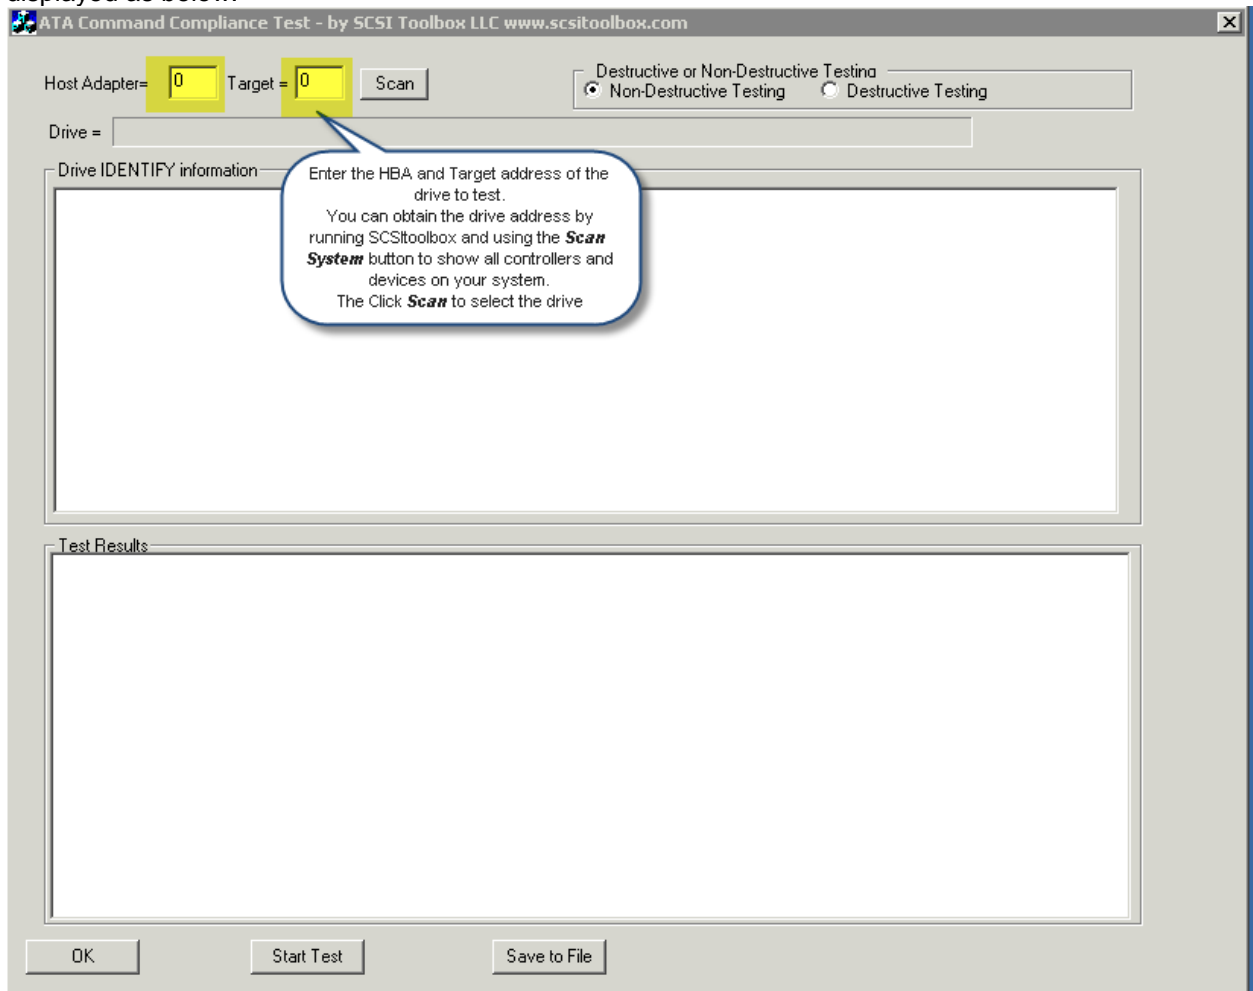 displayed as below.
ATA Command Compliance Test - by SCSI Toolbox LLC www.scsitoolbox.com
Host Adapter= 0 Target = 0 Scan
Destructive or Non-Destructive Testing
Non-Destructive Testing Destructive Testing
Drive =
Drive IDENTIFY information
Enter the HBA and Target address of the
drive to test.
You can obtain the drive address by
running SCSItoolbox and using the Scan
System button to show all controllers and
devices on your system.
The Click Scan to select the drive
Test Results
OK Start Test Save to File